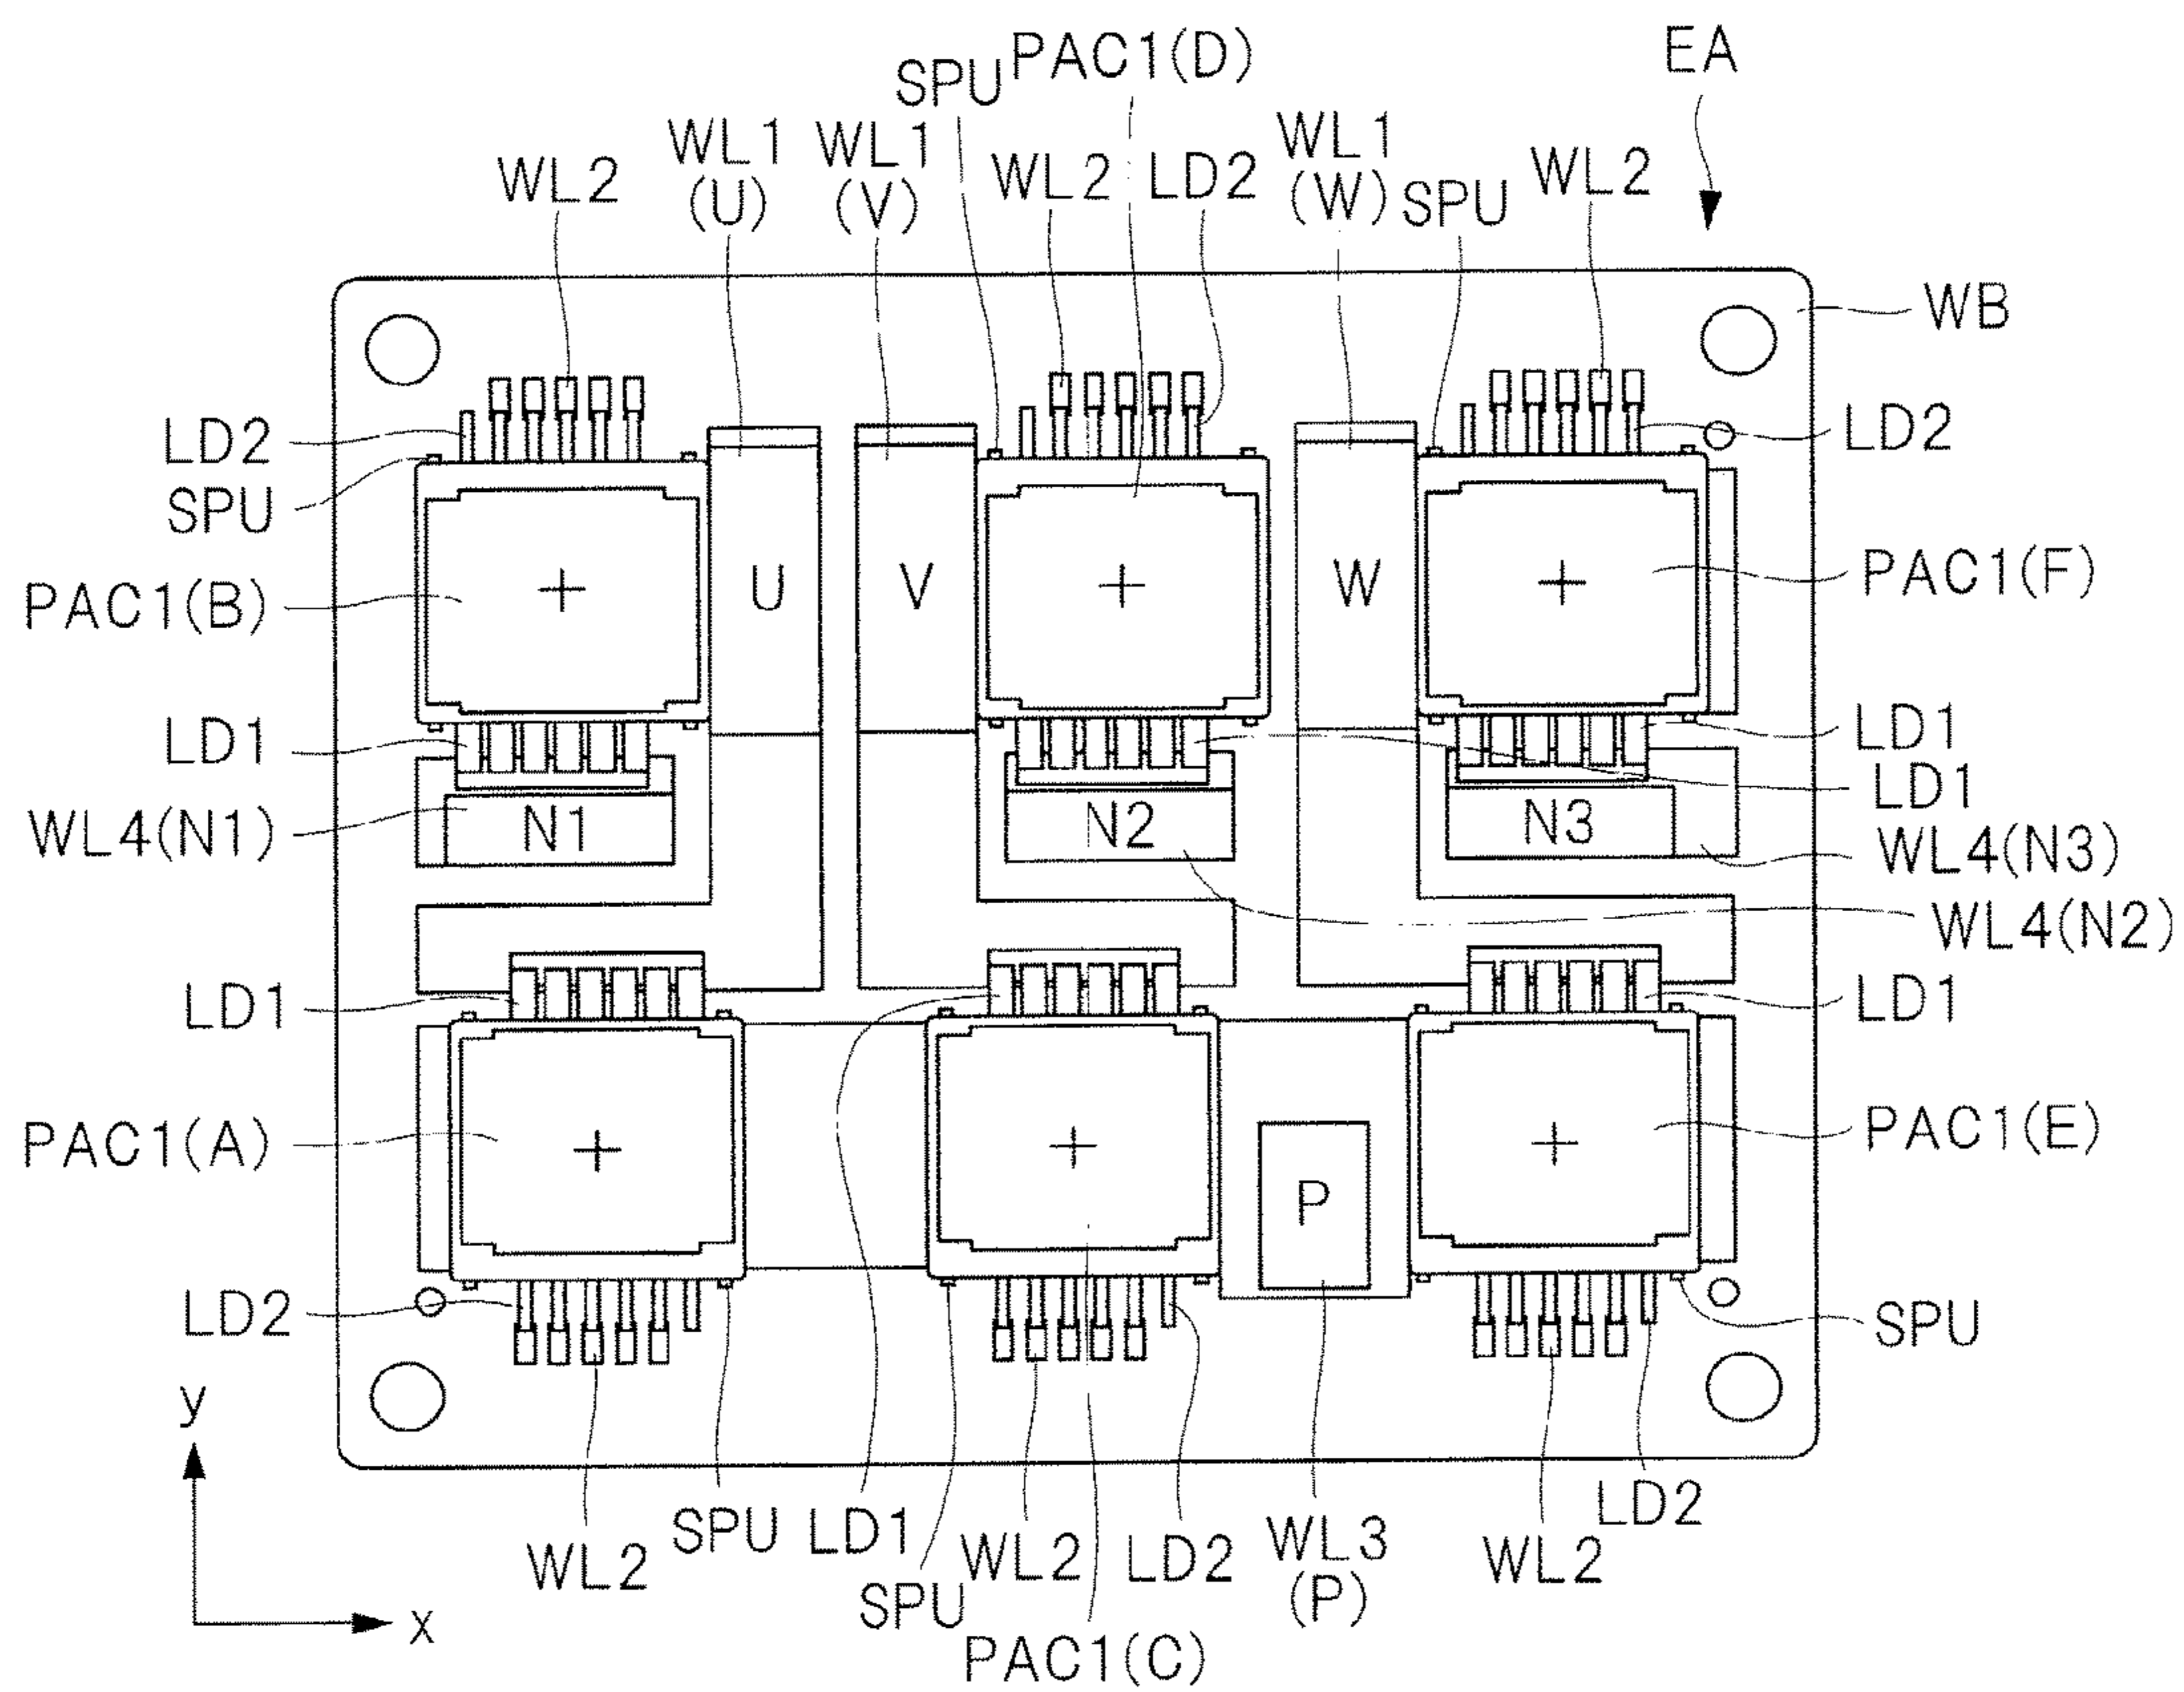 PAC1(D)
EA
SPU
WL1
(U)
WL1
(V)
WL1
(W)
WL2
WL2
LD2
SPU
WL2
WB
LD2
SPU
LD2
PAC1(B)
U
V
W
PAC1(F)
LD1
LD1
LD1
WL4(N1)
N1
N2
N3
WL4(N3)
WL4(N2)
LD1
LD1
PAC1(A)
PAC1(E)
P
LD2
SPU
y
x
WL2
SPU
LD1
SPU
WL2
PAC1(C)
LD2
WL3
(P)
WL2
LD2